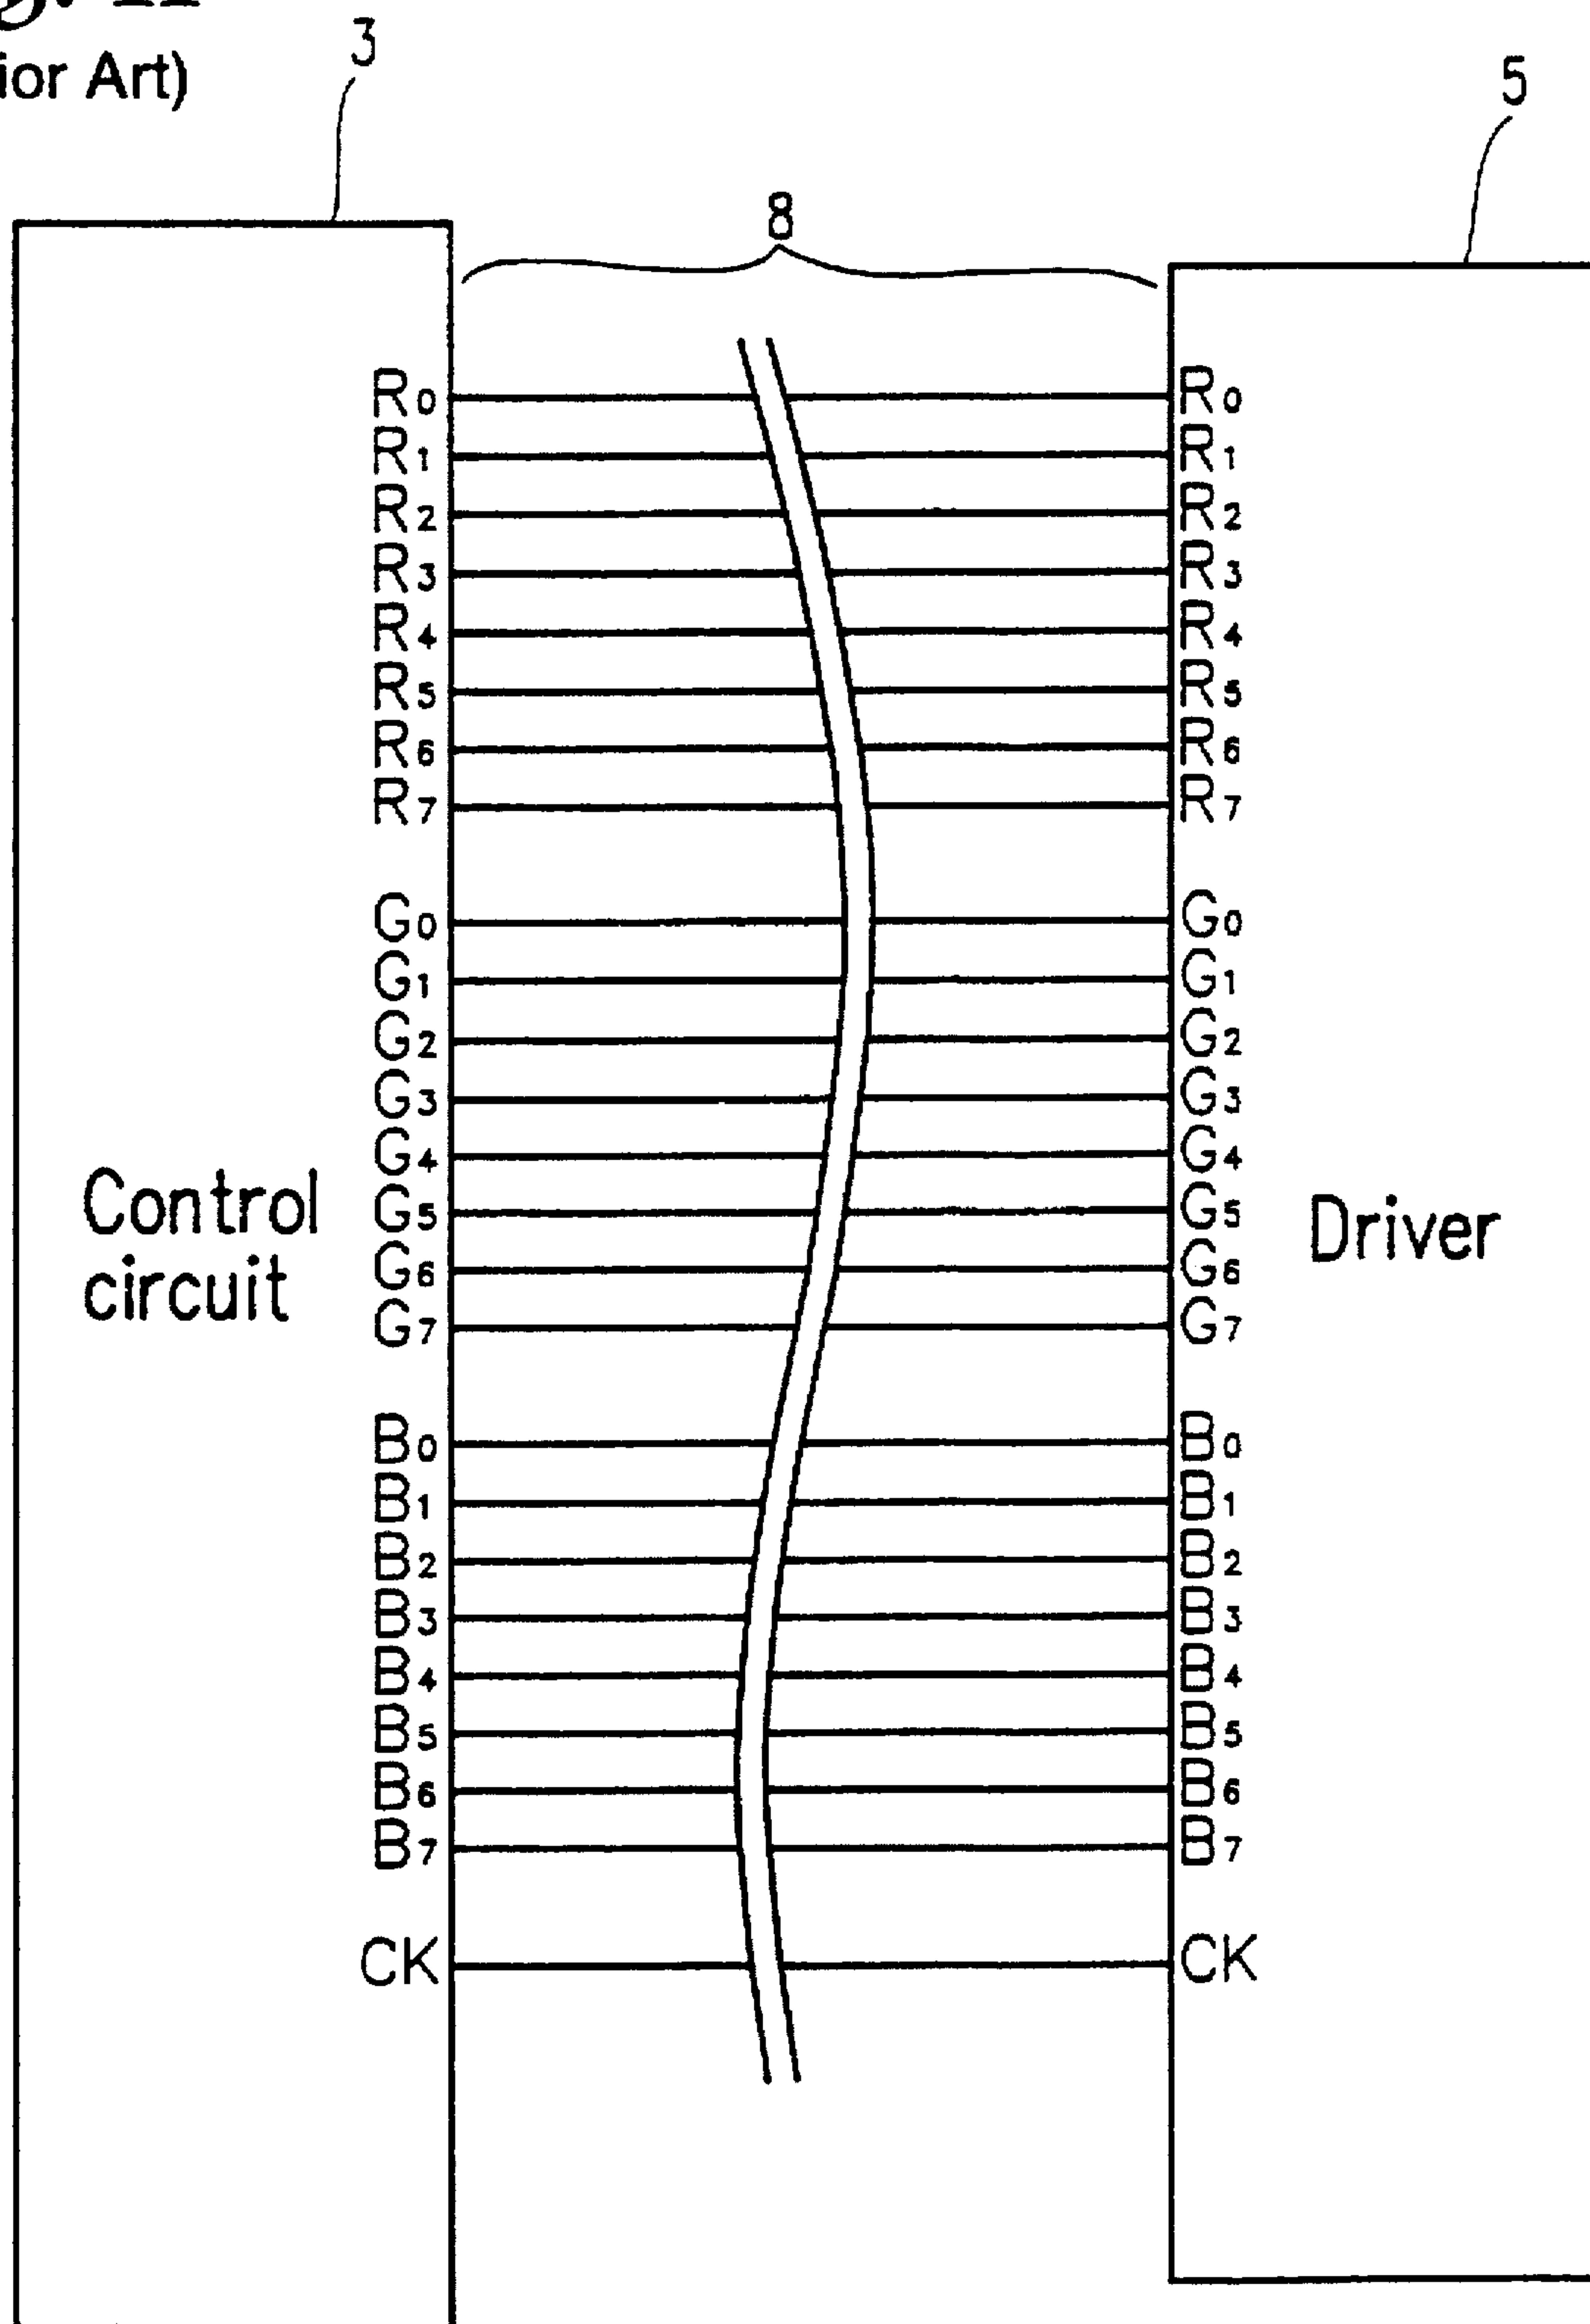 ior Art)
3
5
8
R0 R0
R1 R1
R2 R2
R3 R3
R4 R4
R5 R5
R6 R6
R7 R7
G0 G0
G1 G1
G2 G2
G3 G3
G4 G4
Control G5 G5 Driver
circuit G6 G6
G7 G7
B0 B0
B1 B1
B2 B2
B3 B3
B4 B4
B5 B5
B6 B6
B7 B7
CK CK